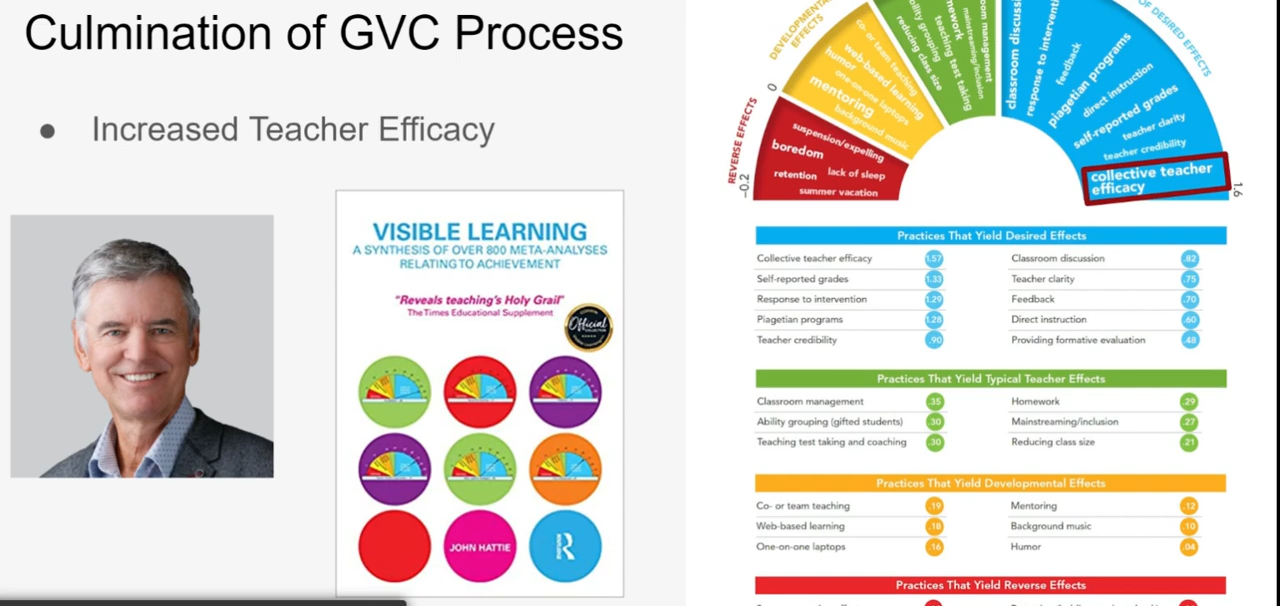 Culmination of GVC Process
● Increased Teacher Efficacy
VISIBLE LEARNING
A SYNTHESIS OF OVER 800 META-ANALYSES
RELATING TO ACHIEVEMENT
"Reveals teaching's Holy Grail"
The Times Educational Supplement
Official
JOHN HATTIE
R
REVERSE EFFECTS
-0.2
suspension/expelling
boredom
retention lack of sleep
summer vacation
0
DEVELOPMENTAL
EFFECTS
co- or team teaching
web-based learning
humor
one-on-one laptops
mentoring
background music
ability grouping
reducing class size
teaching test taking
mainstreaming/inclusion
management
classroom
response to
feedback
piagetian programs
direct instruction
self-reported grades
teacher clarity
teacher credibility
collective teacher
efficacy
OF DESIRED EFFECTS
1.6
Practices That Yield Desired Effects
Collective teacher efficacy 1.57 Classroom discussion .82
Self-reported grades 1.33 Teacher clarity .75
Response to intervention 1.29 Feedback .70
Piagetian programs 1.28 Direct instruction .60
Teacher credibility .90 Providing formative evaluation .48
Practices That Yield Typical Teacher Effects
Classroom management .35 Homework .29
Ability grouping (gifted students) .30 Mainstreaming/inclusion .27
Teaching test taking and coaching .30 Reducing class size .21
Practices That Yield Developmental Effects
Co- or team teaching .19 Mentoring .12
Web-based learning .18 Background music .10
One-on-one laptops .16 Humor .04
Practices That Yield Reverse Effects